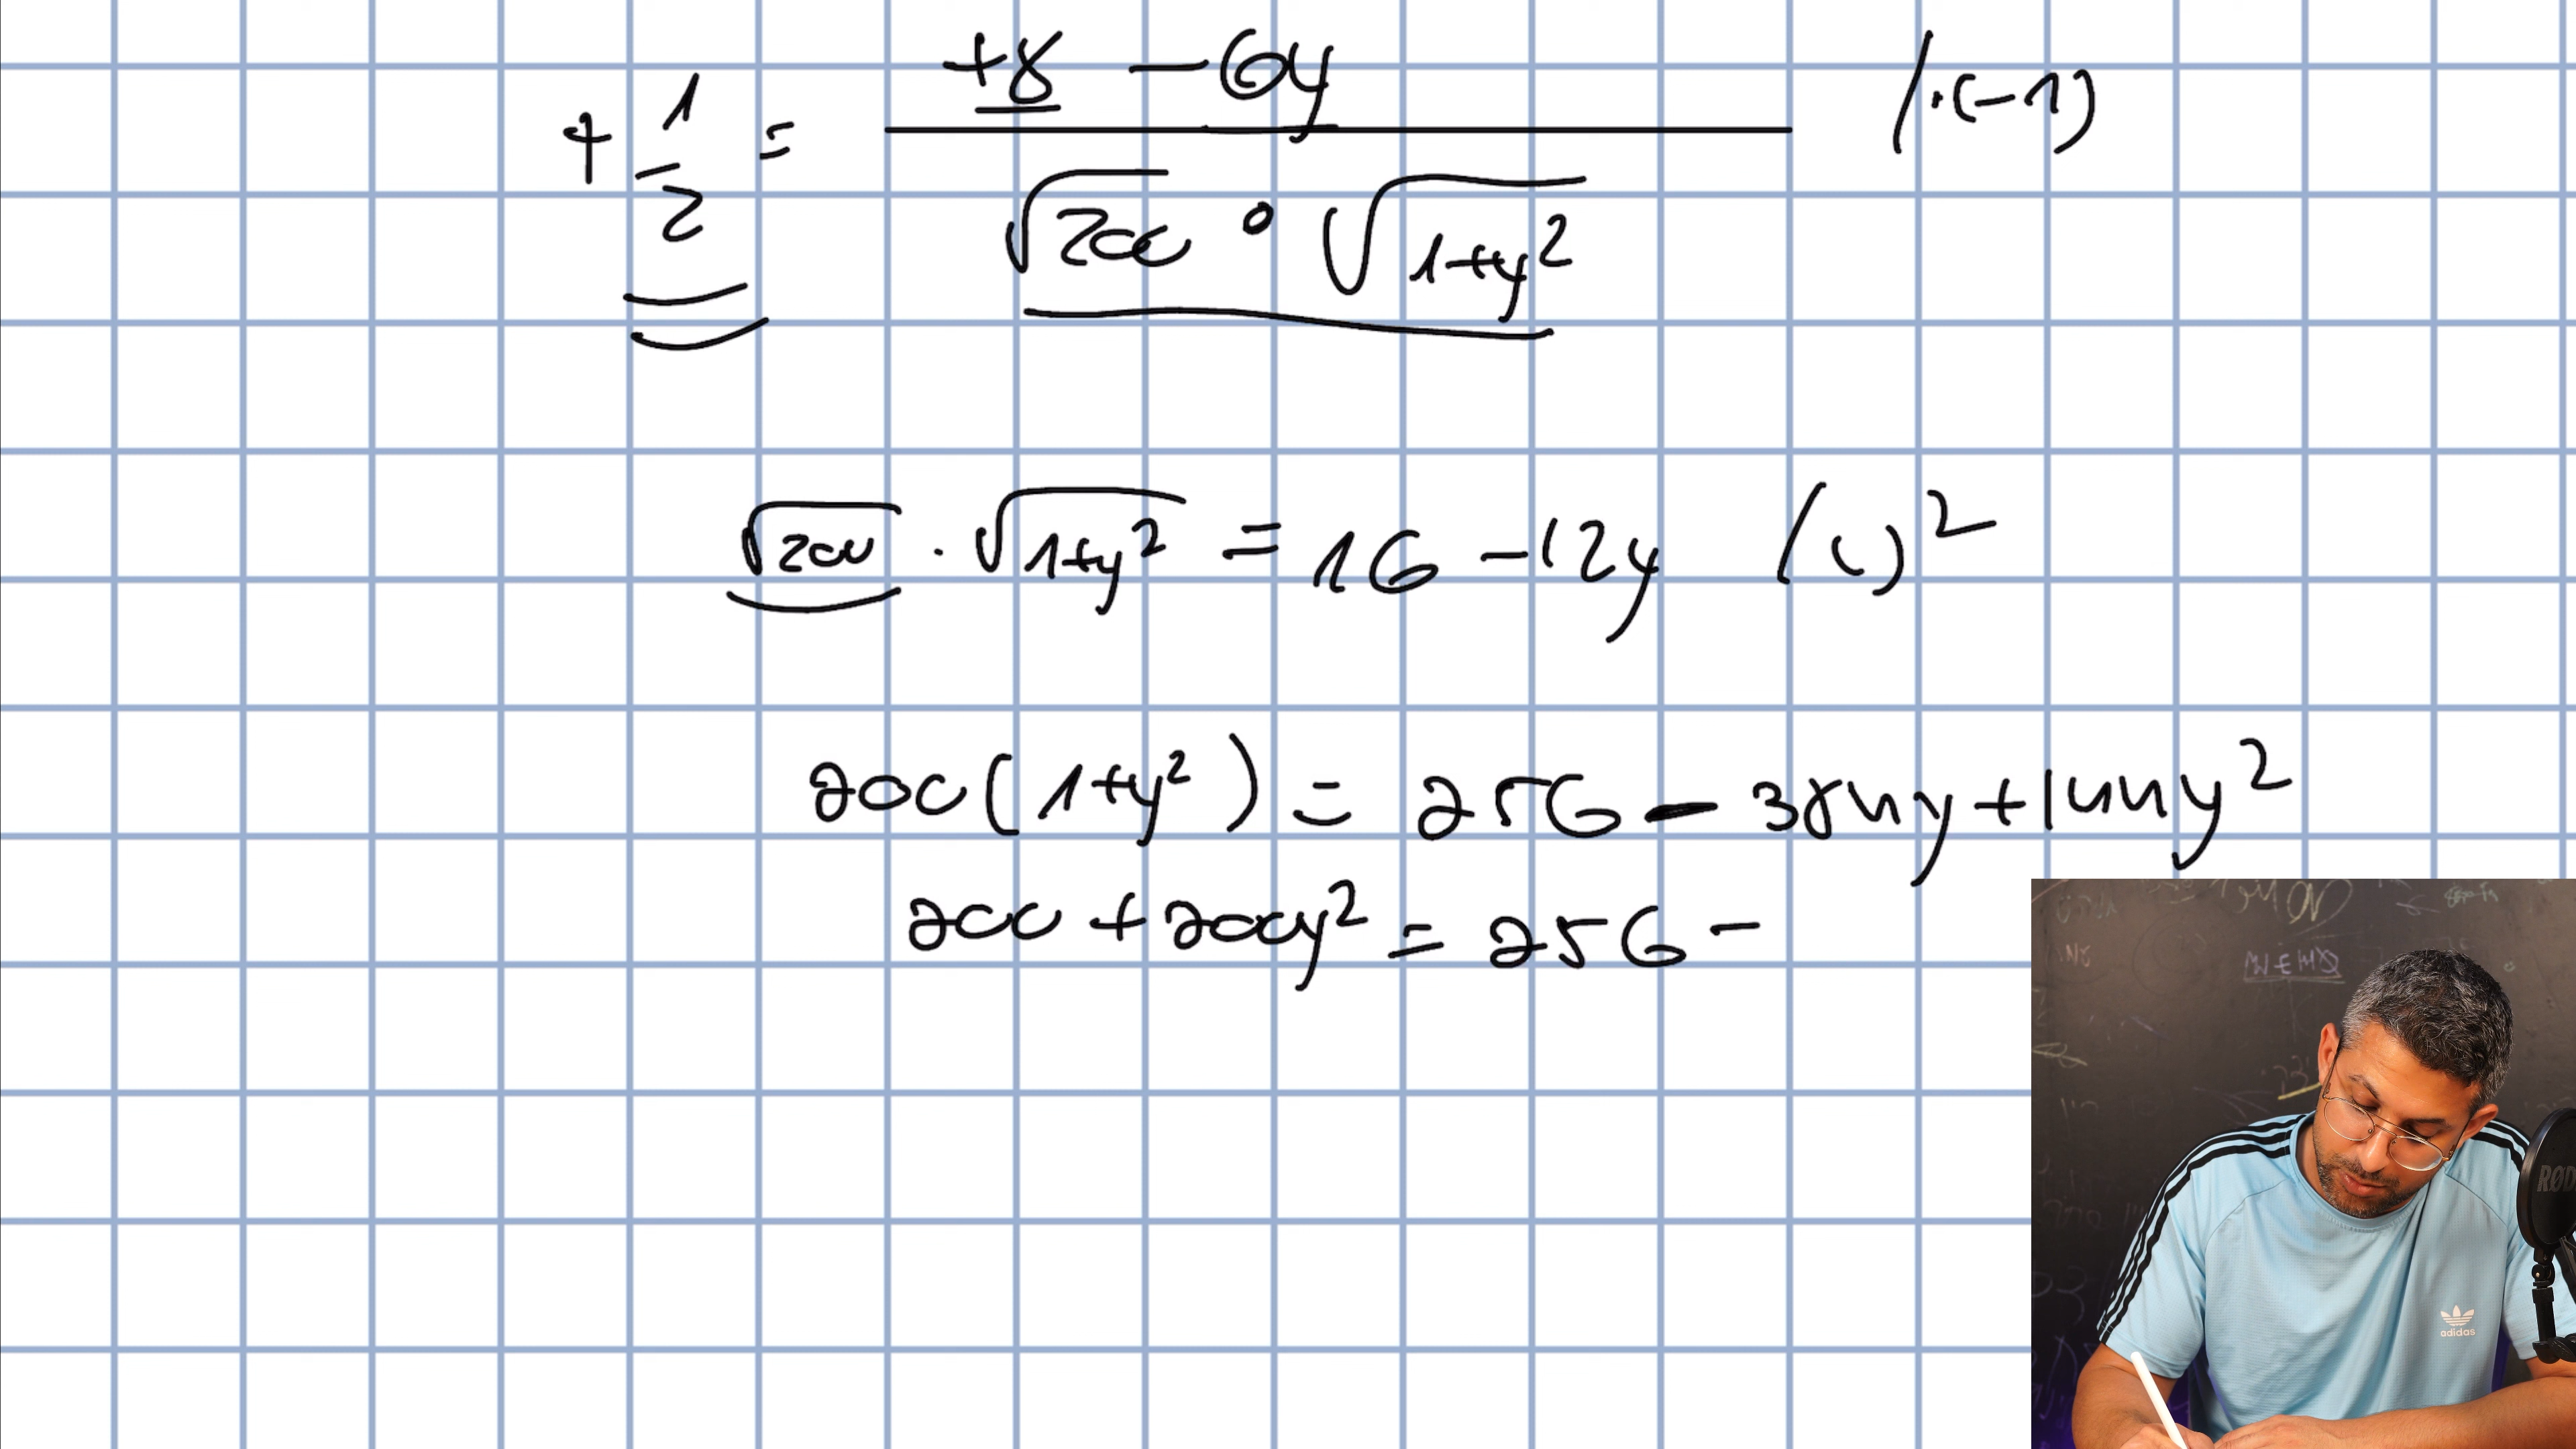 + 1/2 = (+8 - 6y) / (√200 · √1+y²) /·(-1)
√200 · √1+y² = 16 - 12y /( )²
200(1+y²) = 256 - 384y + 144y²
200 + 200y² = 256 -
RØD
adidas